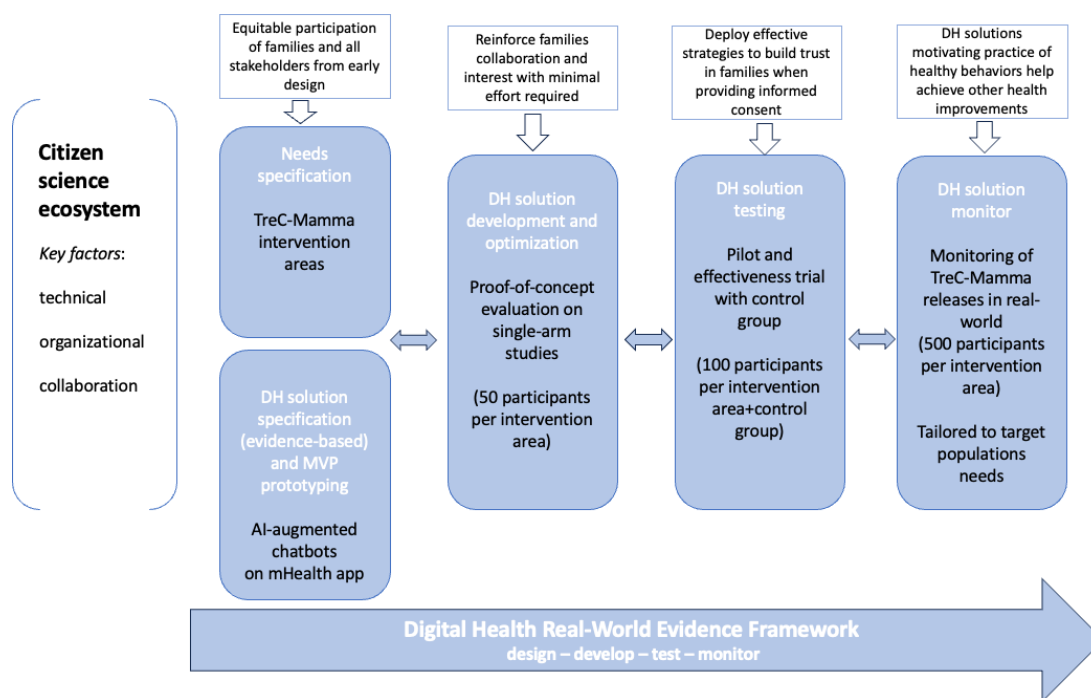 Equitable participation
of families and all
stakeholders from early
design
Reinforce families
collaboration and
interest with minimal
effort required
Deploy effective
strategies to build trust
in families when
providing informed
consent
DH solutions
motivating practice of
healthy behaviors help
achieve other health
improvements
Citizen
science
ecosystem
Key factors:
technical
organizational
collaboration
Needs
specification
TreC-Mamma
intervention
areas
DH solution
specification
(evidence-based)
and MVP
prototyping
AI-augmented
chatbots
on mHealth app
DH solution
development and
optimization
Proof-of-concept
evaluation on
single-arm
studies
(50 participants
per intervention
area)
DH solution
testing
Pilot and
effectiveness trial
with control
group
(100 participants
per intervention
area+control
group)
DH solution
monitor
Monitoring of
TreC-Mamma
releases in real-
world
(500 participants
per intervention
area)
Tailored to target
populations
needs
Digital Health Real-World Evidence Framework
design – develop – test – monitor